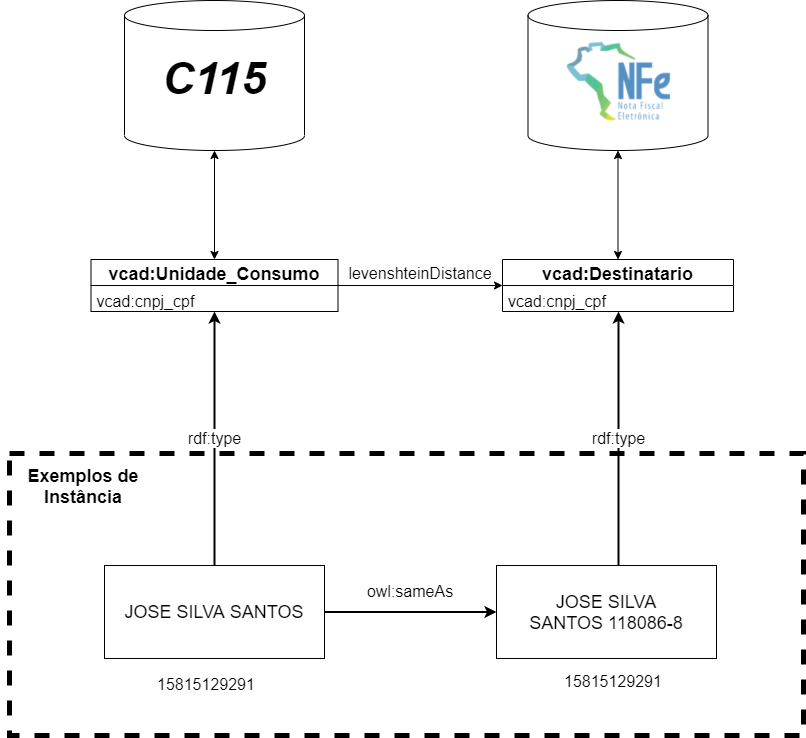 C115
NFe
Nota Fiscal
Eletrônica
vcad:Unidade_Consumo
levenshteinDistance
vcad:Destinatario
vcad:cnpj_cpf
vcad:cnpj_cpf
rdf:type
rdf:type
Exemplos de
Instância
JOSE SILVA SANTOS
owl:sameAs
JOSE SILVA
SANTOS 118086-8
15815129291
15815129291